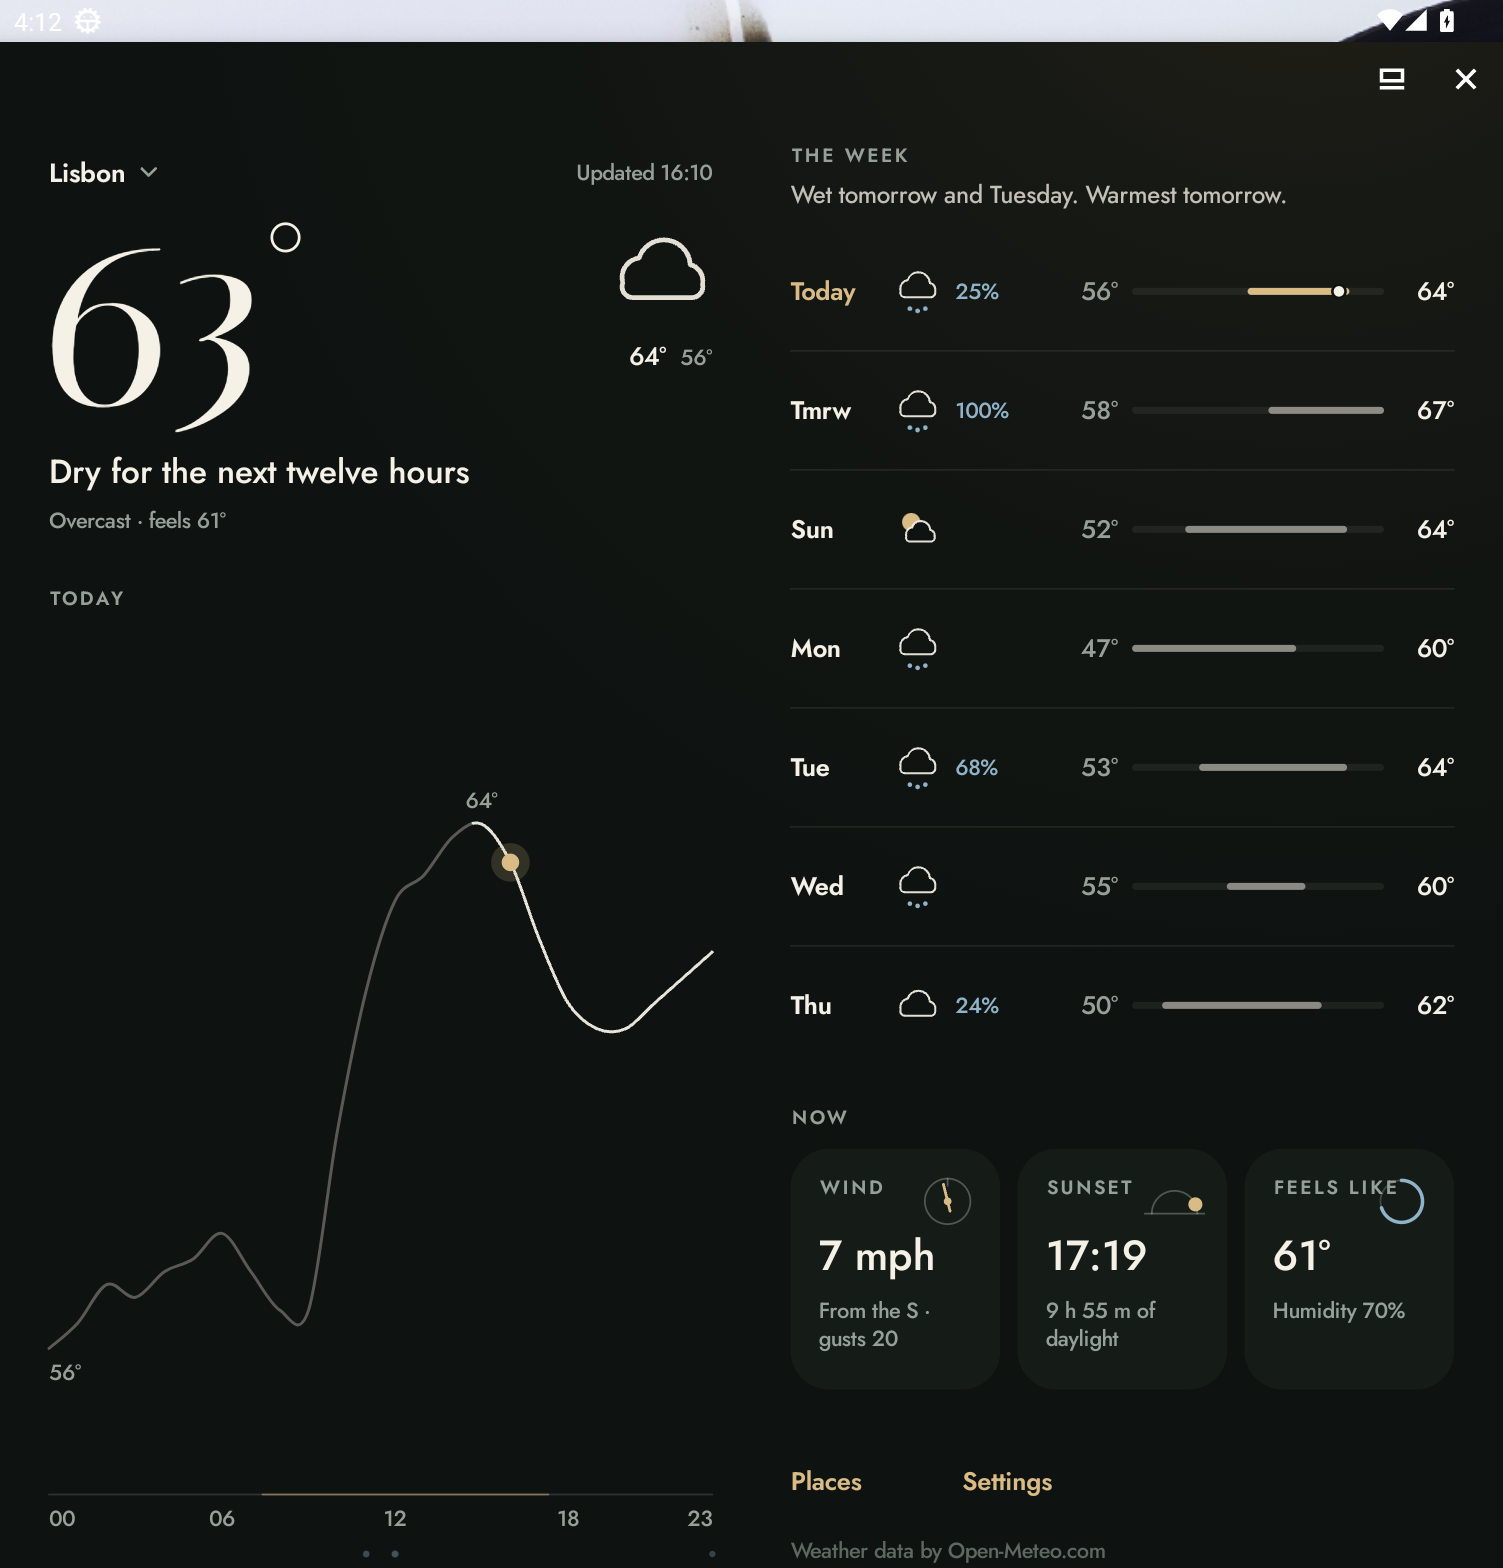 4:12
Lisbon
Updated 16:10
63°
64° 56°
Dry for the next twelve hours
Overcast · feels 61°
TODAY
64°
56°
00 06 12 18 23
THE WEEK
Wet tomorrow and Tuesday. Warmest tomorrow.
Today 25% 56° 64°
Tmrw 100% 58° 67°
Sun 52° 64°
Mon 47° 60°
Tue 68% 53° 64°
Wed 55° 60°
Thu 24% 50° 62°
NOW
WIND
7 mph
From the S ·
gusts 20
SUNSET
17:19
9 h 55 m of
daylight
FEELS LIKE
61°
Humidity 70%
Places Settings
Weather data by Open-Meteo.com